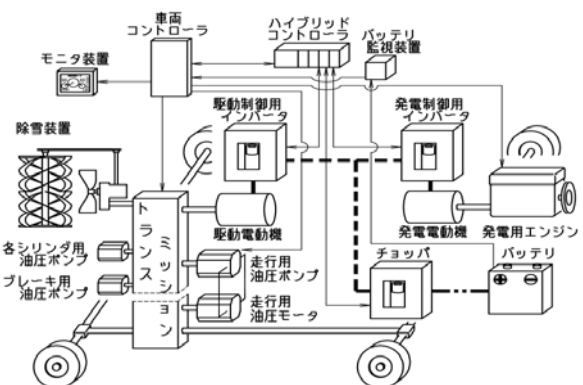 車両
コントローラ
ハイブリッド
コントローラ
バッテリ
監視装置
モニタ装置
駆動制御用
インバータ
発電制御用
インバータ
除雪装置
トランス
ミッション
駆動電動機
発電電動機
発電用エンジン
各シリンダ用
油圧ポンプ
走行用
油圧ポンプ
チョッパ
バッテリ
ブレーキ用
油圧ポンプ
走行用
油圧モータ